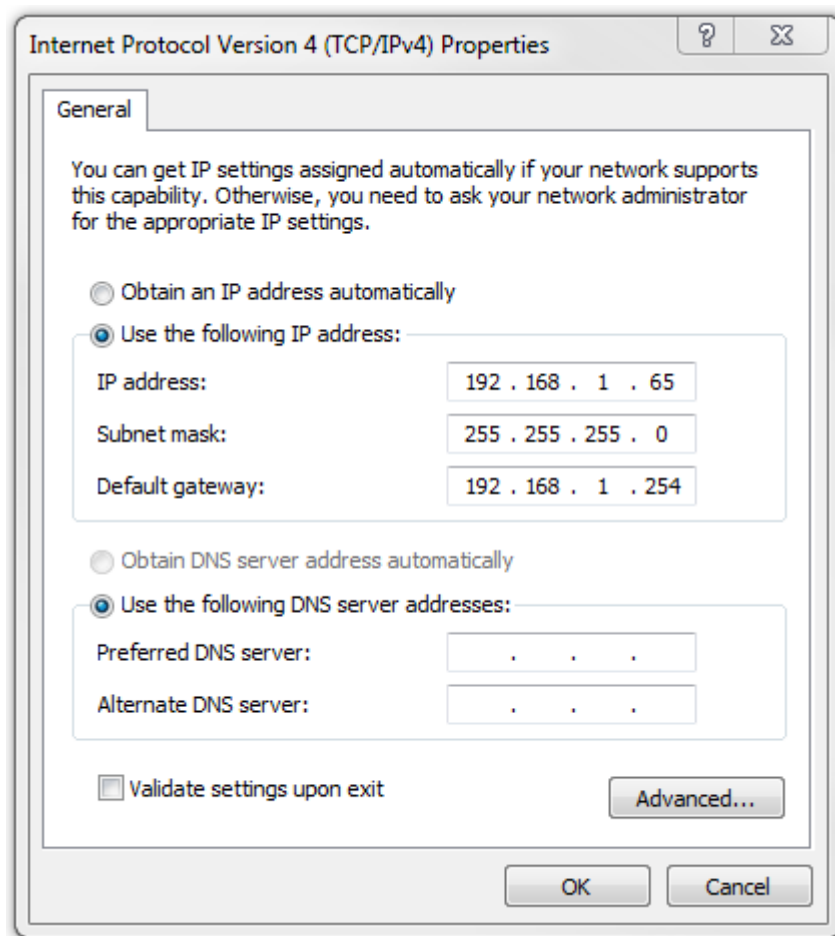 Internet Protocol Version 4 (TCP/IPv4) Properties
General
You can get IP settings assigned automatically if your network supports
this capability. Otherwise, you need to ask your network administrator
for the appropriate IP settings.
Obtain an IP address automatically
Use the following IP address:
IP address: 192 . 168 . 1 . 65
Subnet mask: 255 . 255 . 255 . 0
Default gateway: 192 . 168 . 1 . 254
Obtain DNS server address automatically
Use the following DNS server addresses:
Preferred DNS server: . . .
Alternate DNS server: . . .
Validate settings upon exit
Advanced...
OK Cancel